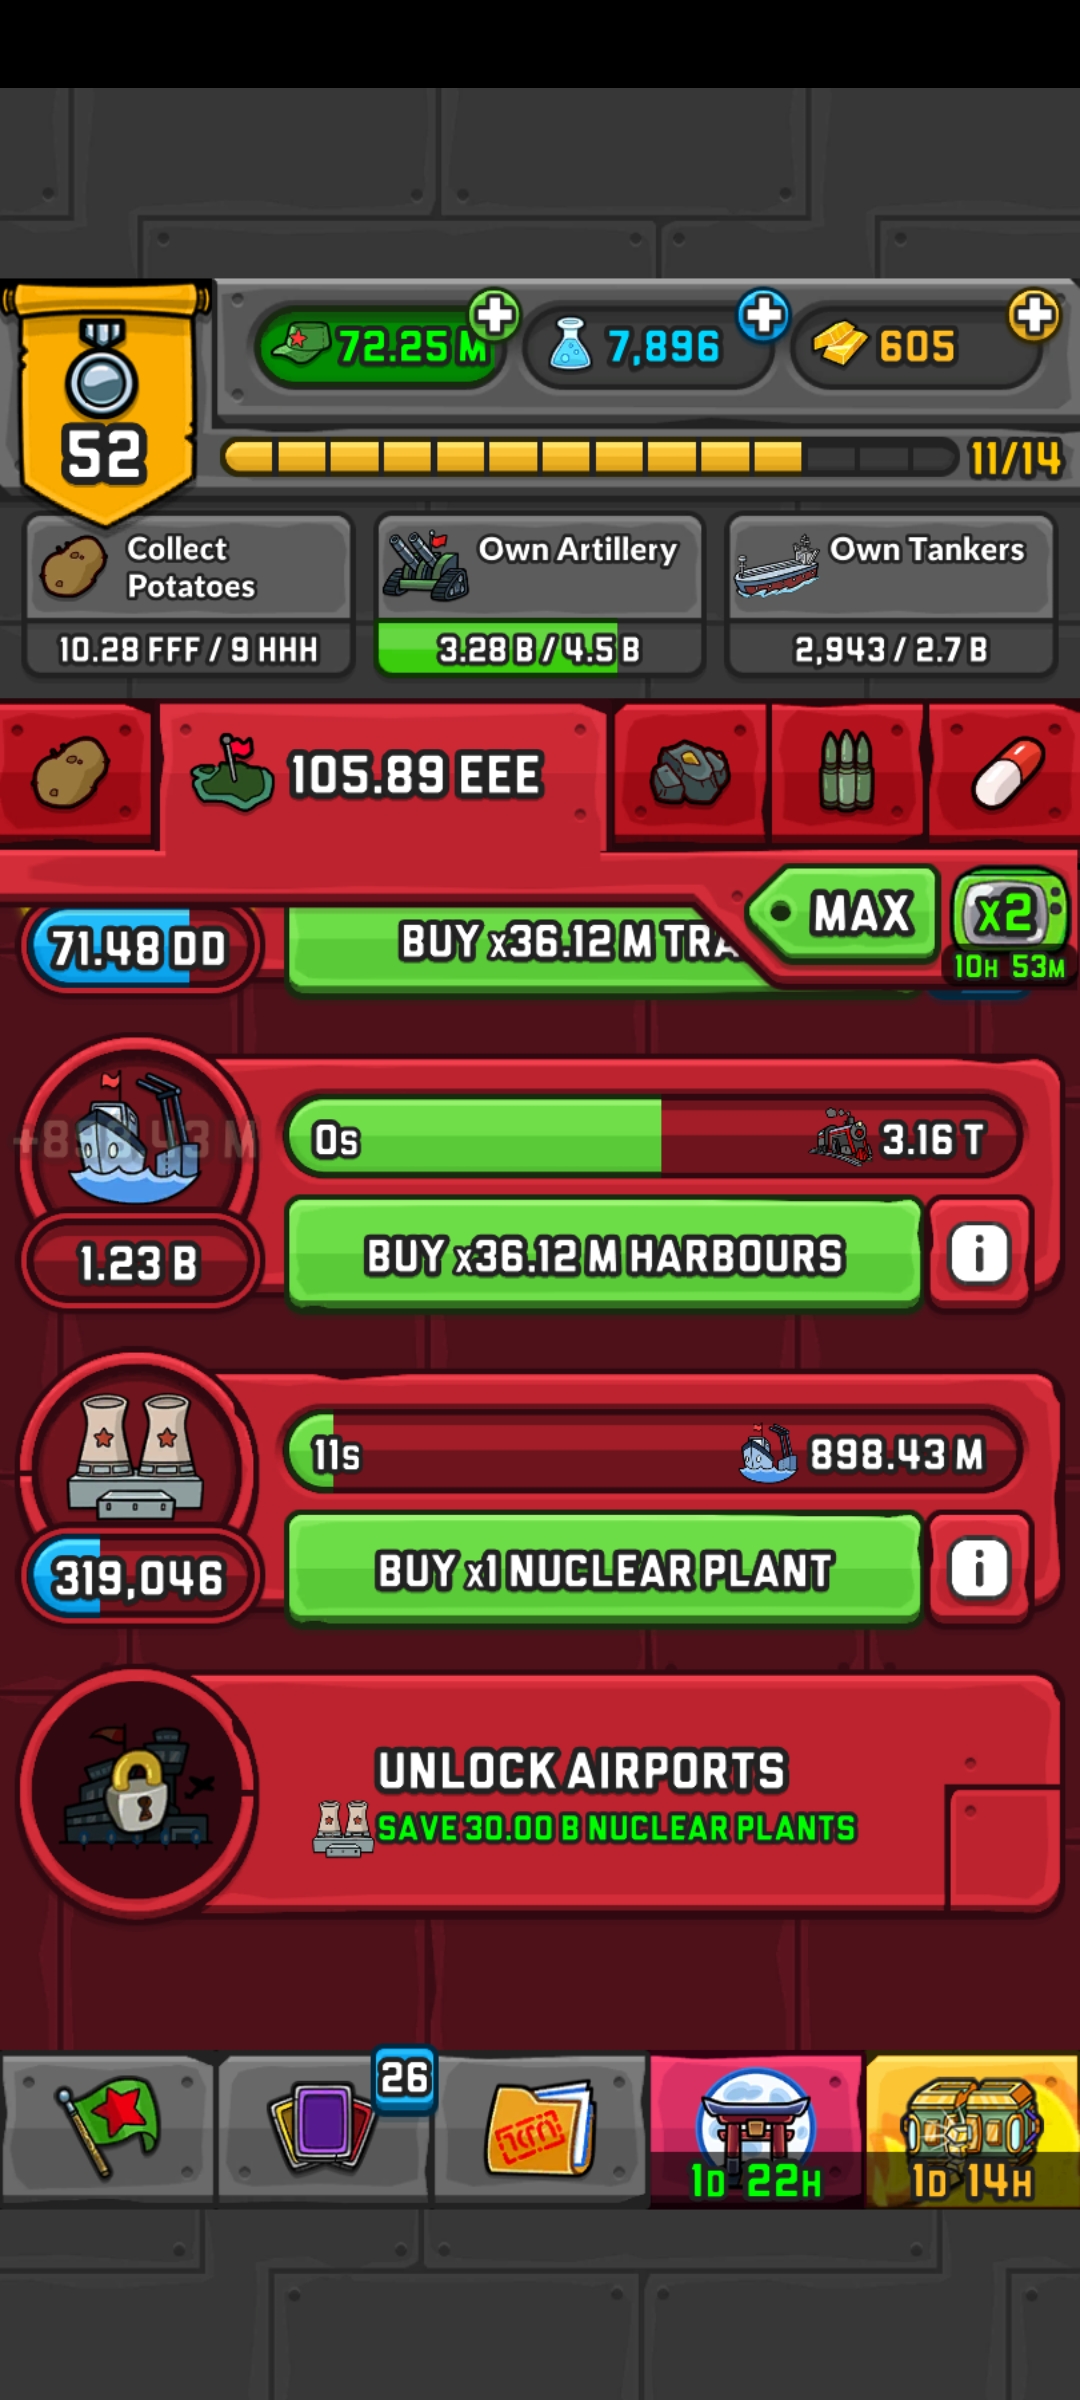 72.25 M
7,896
605
52
11/14
Collect
Potatoes
10.28 FFF / 9 HHH
Own Artillery
3.28 B / 4.5 B
Own Tankers
2,943 / 2.7 B
105.89 EEE
MAX
x2
10H 53M
71.48 DD
BUY x36.12 M TRA
0s
3.16 T
1.23 B
BUY x36.12 M HARBOURS
i
11s
898.43 M
319,046
BUY x1 NUCLEAR PLANT
i
UNLOCK AIRPORTS
SAVE 30.00 B NUCLEAR PLANTS
26
1D 22H
1D 14H